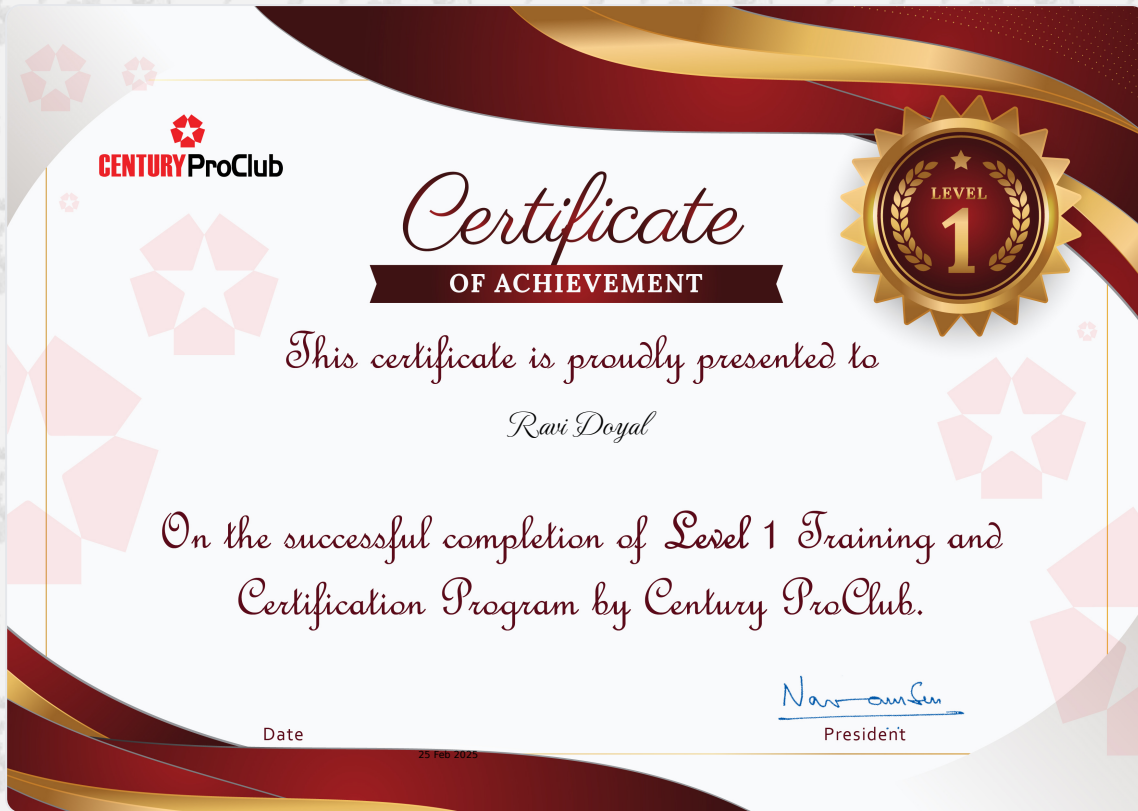 CENTURY ProClub
LEVEL
1
Certificate
OF ACHIEVEMENT
This certificate is proudly presented to
Ravi Doyal
On the successful completion of Level 1 Training and
Certification Program by Century ProClub.
Date
President
25 Feb 2025